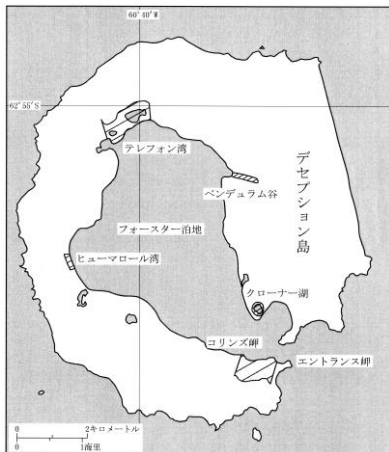 60°40′W
62°55′S
テレフォン湾
ペンデュラム谷
デセプション島
フォースター泊地
ヒューマロール湾
クローナー湖
コリンズ岬
エントランス岬
0 2キロメートル
0 1海里